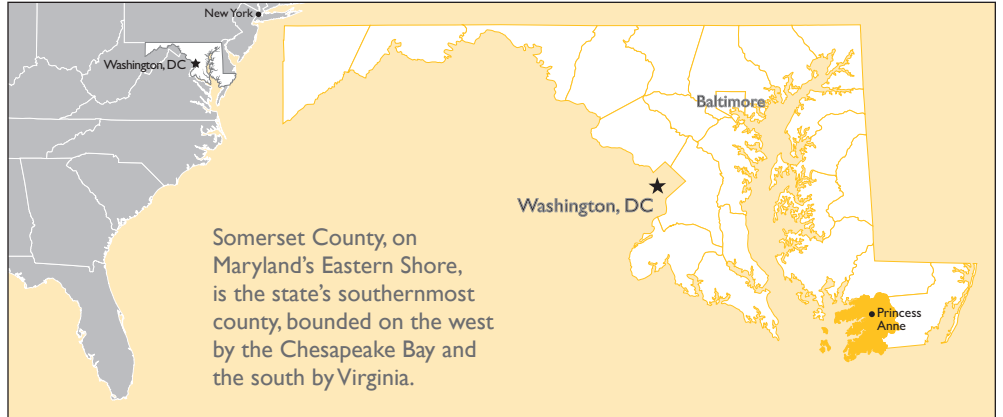 New York
Washington, DC
Baltimore
Washington, DC
Somerset County, on
Maryland’s Eastern Shore,
is the state’s southernmost
county, bounded on the west
by the Chesapeake Bay and
the south by Virginia.
Princess
Anne